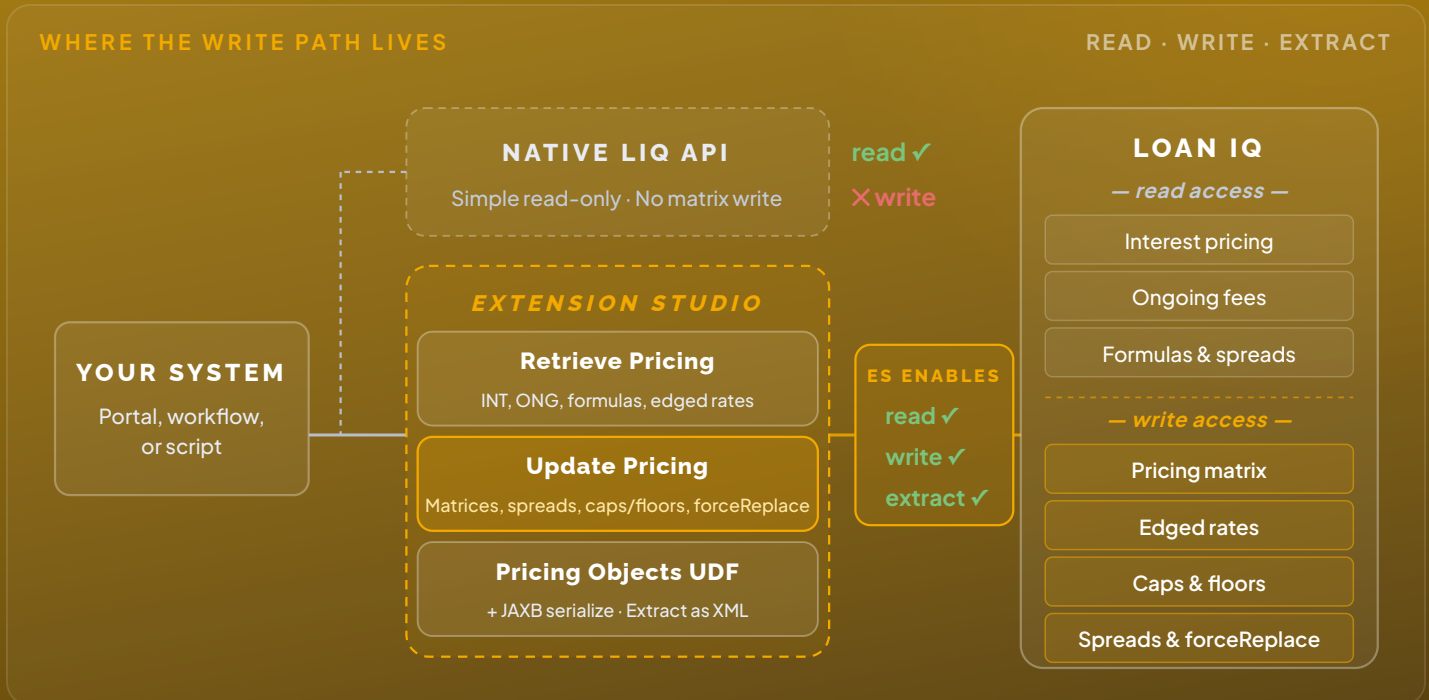 WHERE THE WRITE PATH LIVES
READ · WRITE · EXTRACT
YOUR SYSTEM
Portal, workflow,
or script
NATIVE LIQ API
Simple read-only · No matrix write
read ✓
✕ write
EXTENSION STUDIO
Retrieve Pricing
INT, ONG, formulas, edged rates
Update Pricing
Matrices, spreads, caps/floors, forceReplace
Pricing Objects UDF
+ JAXB serialize · Extract as XML
ES ENABLES
read ✓
write ✓
extract ✓
LOAN IQ
— read access —
Interest pricing
Ongoing fees
Formulas & spreads
— write access —
Pricing matrix
Edged rates
Caps & floors
Spreads & forceReplace